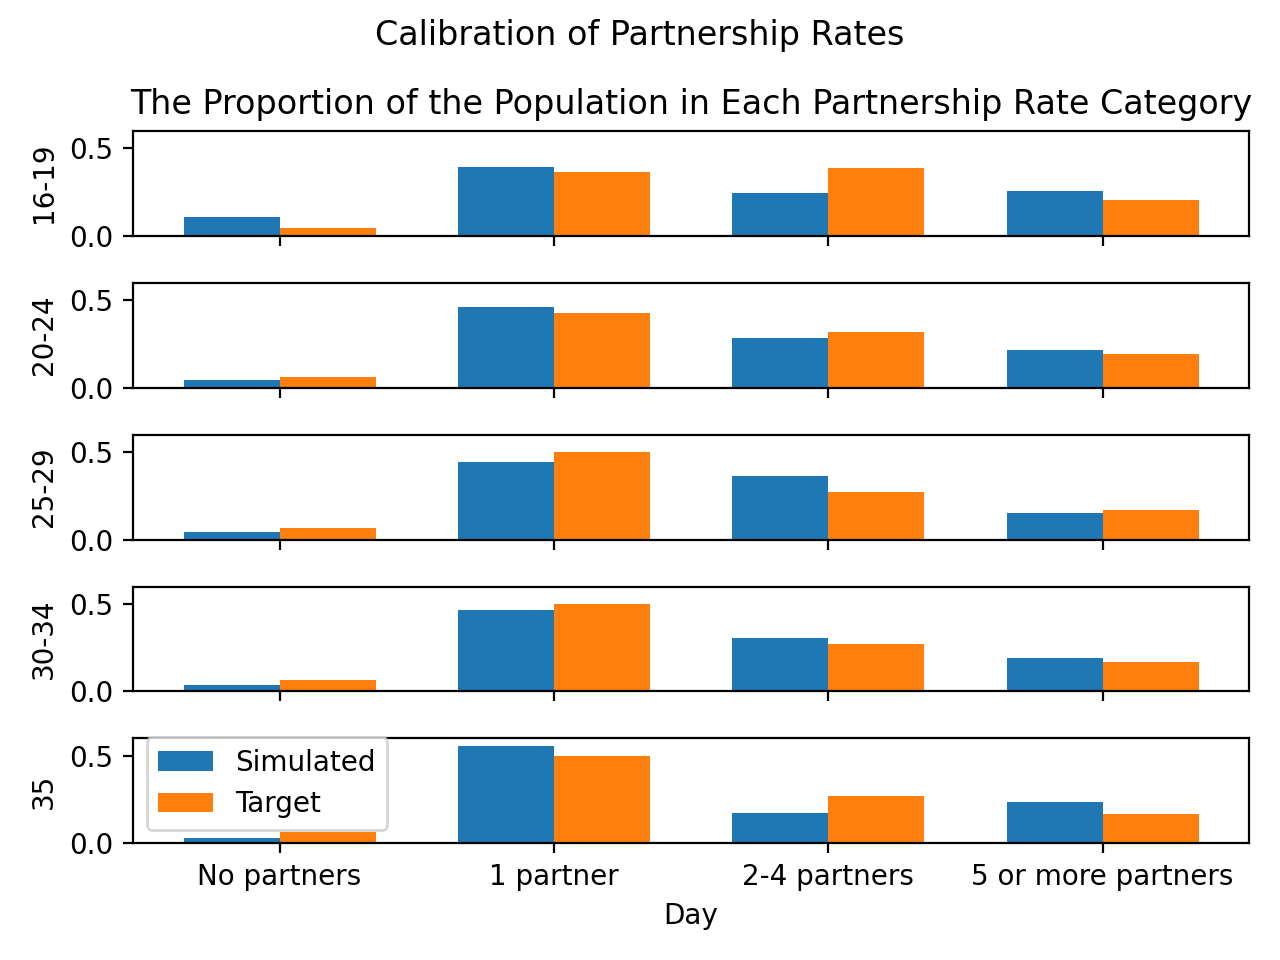 Calibration of Partnership Rates
The Proportion of the Population in Each Partnership Rate Category
16-19
0.5
0.0
20-24
0.5
0.0
25-29
0.5
0.0
30-34
0.5
0.0
35
0.5
0.0
Simulated
Target
No partners
1 partner
2-4 partners
5 or more partners
Day